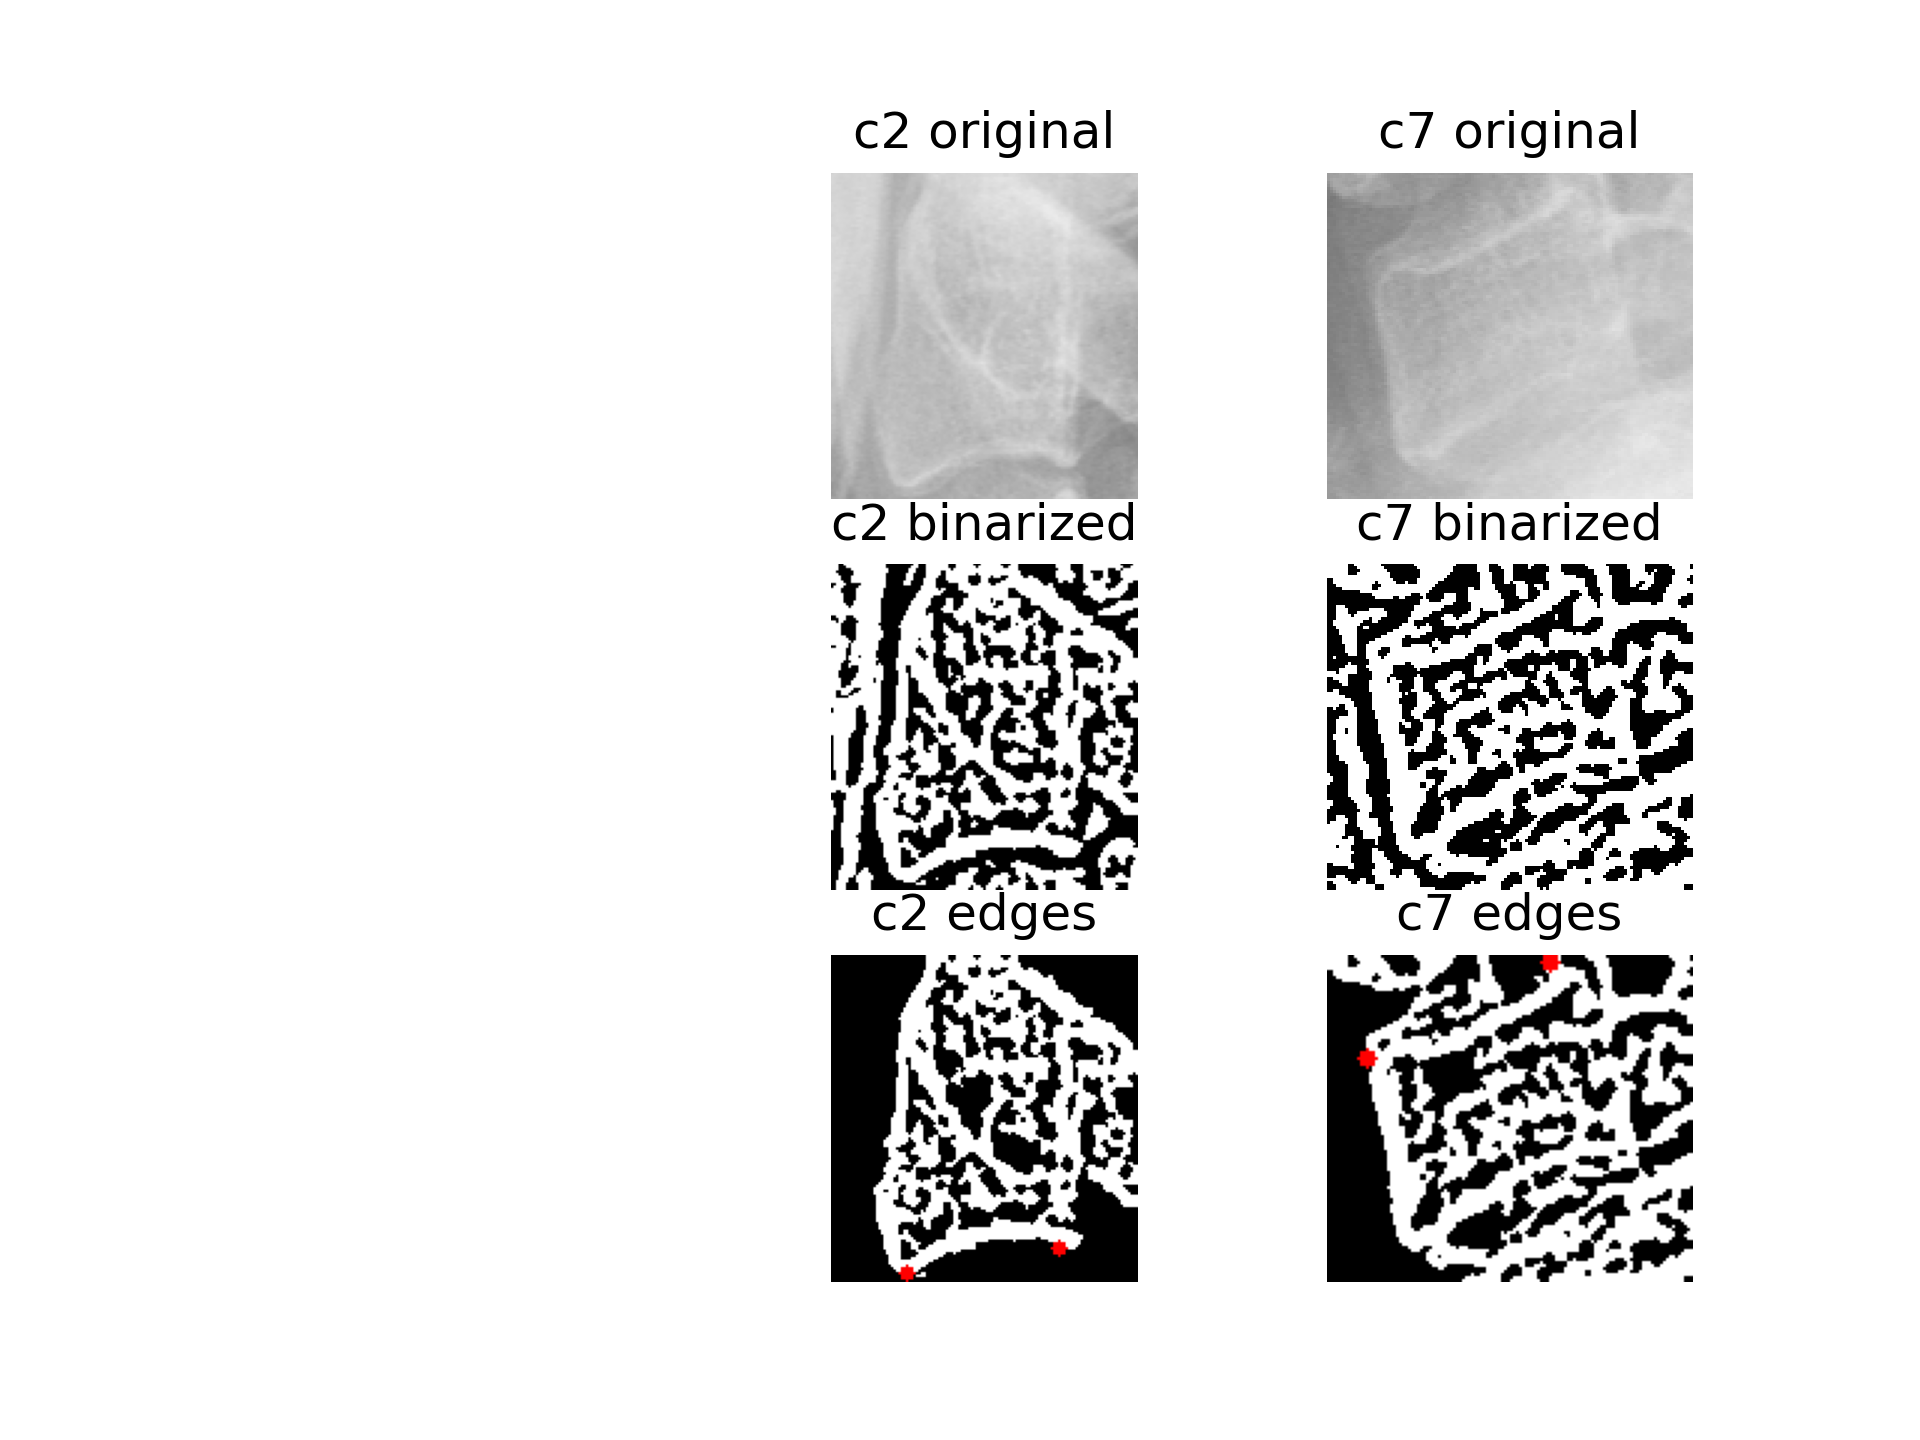 c2 original
c7 original
c2 binarized
c7 binarized
c2 edges
c7 edges